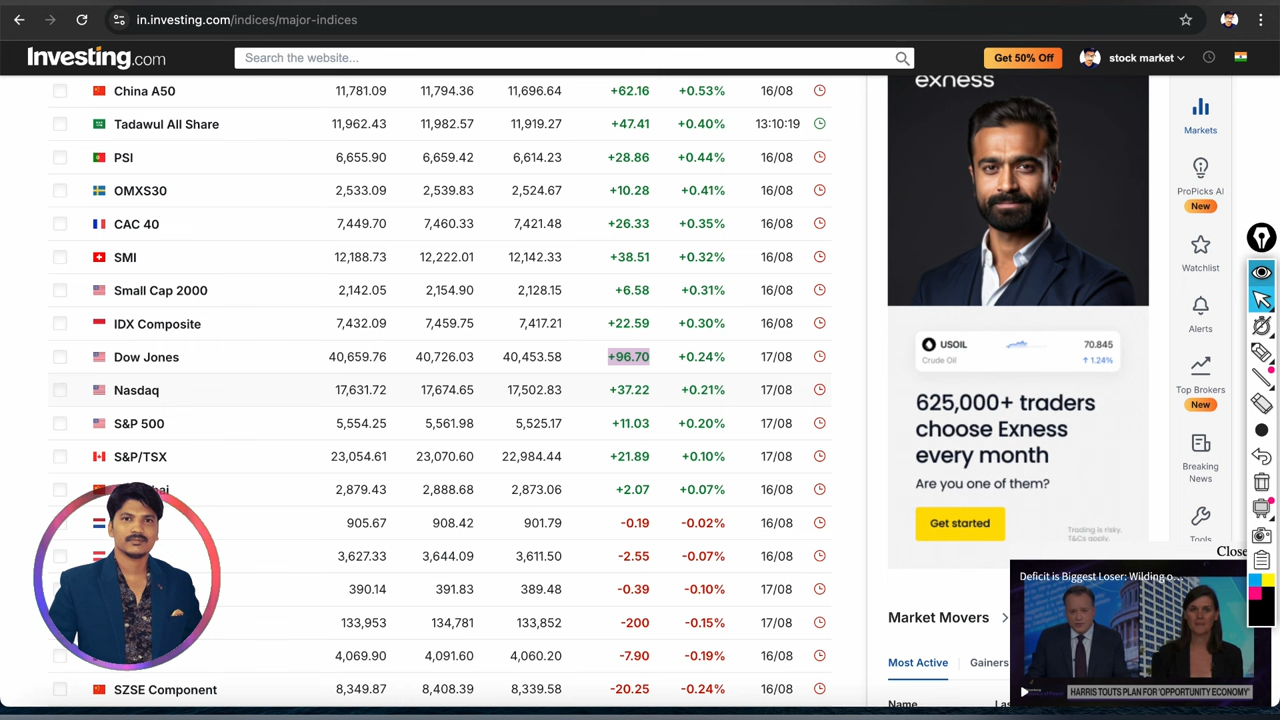 in.investing.com/indices/major-indices
Investing.com
Search the website...
Get 50% Off
stock market
China A50 11,781.09 11,794.36 11,696.64 +62.16 +0.53% 16/08
Tadawul All Share 11,962.43 11,982.57 11,919.27 +47.41 +0.40% 13:10:19
PSI 6,655.90 6,659.42 6,614.23 +28.86 +0.44% 16/08
OMXS30 2,533.09 2,539.83 2,524.67 +10.28 +0.41% 16/08
CAC 40 7,449.70 7,460.33 7,421.48 +26.33 +0.35% 16/08
SMI 12,188.73 12,222.01 12,142.33 +38.51 +0.32% 16/08
Small Cap 2000 2,142.05 2,154.90 2,128.15 +6.58 +0.31% 16/08
IDX Composite 7,432.09 7,459.75 7,417.21 +22.59 +0.30% 16/08
Dow Jones 40,659.76 40,726.03 40,453.58 +96.70 +0.24% 17/08
Nasdaq 17,631.72 17,674.65 17,502.83 +37.22 +0.21% 17/08
S&P 500 5,554.25 5,561.98 5,525.17 +11.03 +0.20% 17/08
S&P/TSX 23,054.61 23,070.60 22,984.44 +21.89 +0.10% 17/08
2,879.43 2,888.68 2,873.06 +2.07 +0.07% 16/08
905.67 908.42 901.79 -0.19 -0.02% 16/08
3,627.33 3,644.09 3,611.50 -2.55 -0.07% 16/08
390.14 391.83 389.48 -0.39 -0.10% 17/08
133,953 134,781 133,852 -200 -0.15% 17/08
4,069.90 4,091.60 4,060.20 -7.90 -0.19% 16/08
SZSE Component 8,349.87 8,408.39 8,339.58 -20.25 -0.24% 16/08
exness
USOIL 70.845
Crude Oil 1.24%
625,000+ traders
choose Exness
every month
Are you one of them?
Get started
Trading is risky.
T&Cs apply.
Market Movers
Most Active Gainers
Name
Markets
ProPicks AI
New
Watchlist
Alerts
Top Brokers
New
Breaking
News
Tools
Close
Deficit is Biggest Loser: Wilding o...
HARRIS TOUTS PLAN FOR 'OPPORTUNITY ECONOMY'